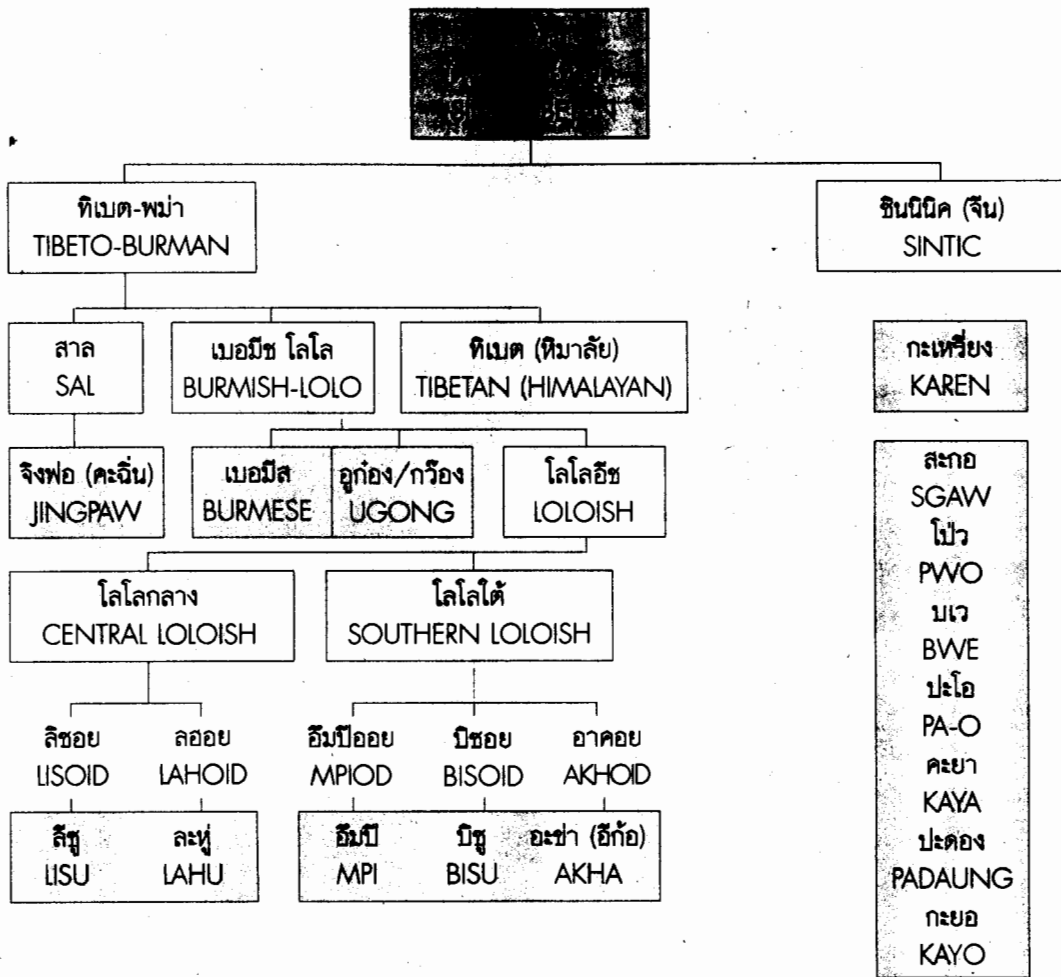 ทิเบต-พม่า
TIBETO-BURMAN
ซินนินิค (จีน)
SINTIC
สาล
SAL
เบอมีช โลโล
BURMISH-LOLO
ทิเบต (หิมาลัย)
TIBETAN (HIMALAYAN)
กะเหรี่ยง
KAREN
จิงฟอ (คะฉิ่น)
JINGPAW
เบอมีส
BURMESE
อูก๋อง/กว๊อง
UGONG
โลโลอีช
LOLOISH
โลโลกลาง
CENTRAL LOLOISH
โลโลใต้
SOUTHERN LOLOISH
ลิซอย
LISOID
ลฮอย
LAHOID
อึมปีออย
MPIOD
บิซอย
BISOID
อาคอย
AKHOID
ลีซู
LISU
ละหู่
LAHU
อึมปี
MPI
บิซู
BISU
อะข่า (อีก้อ)
AKHA
สะกอ
SGAW
โปว
PWO
บเว
BWE
ปะโอ
PA-O
คะยา
KAYA
ปะดอง
PADAUNG
กะยอ
KAYO